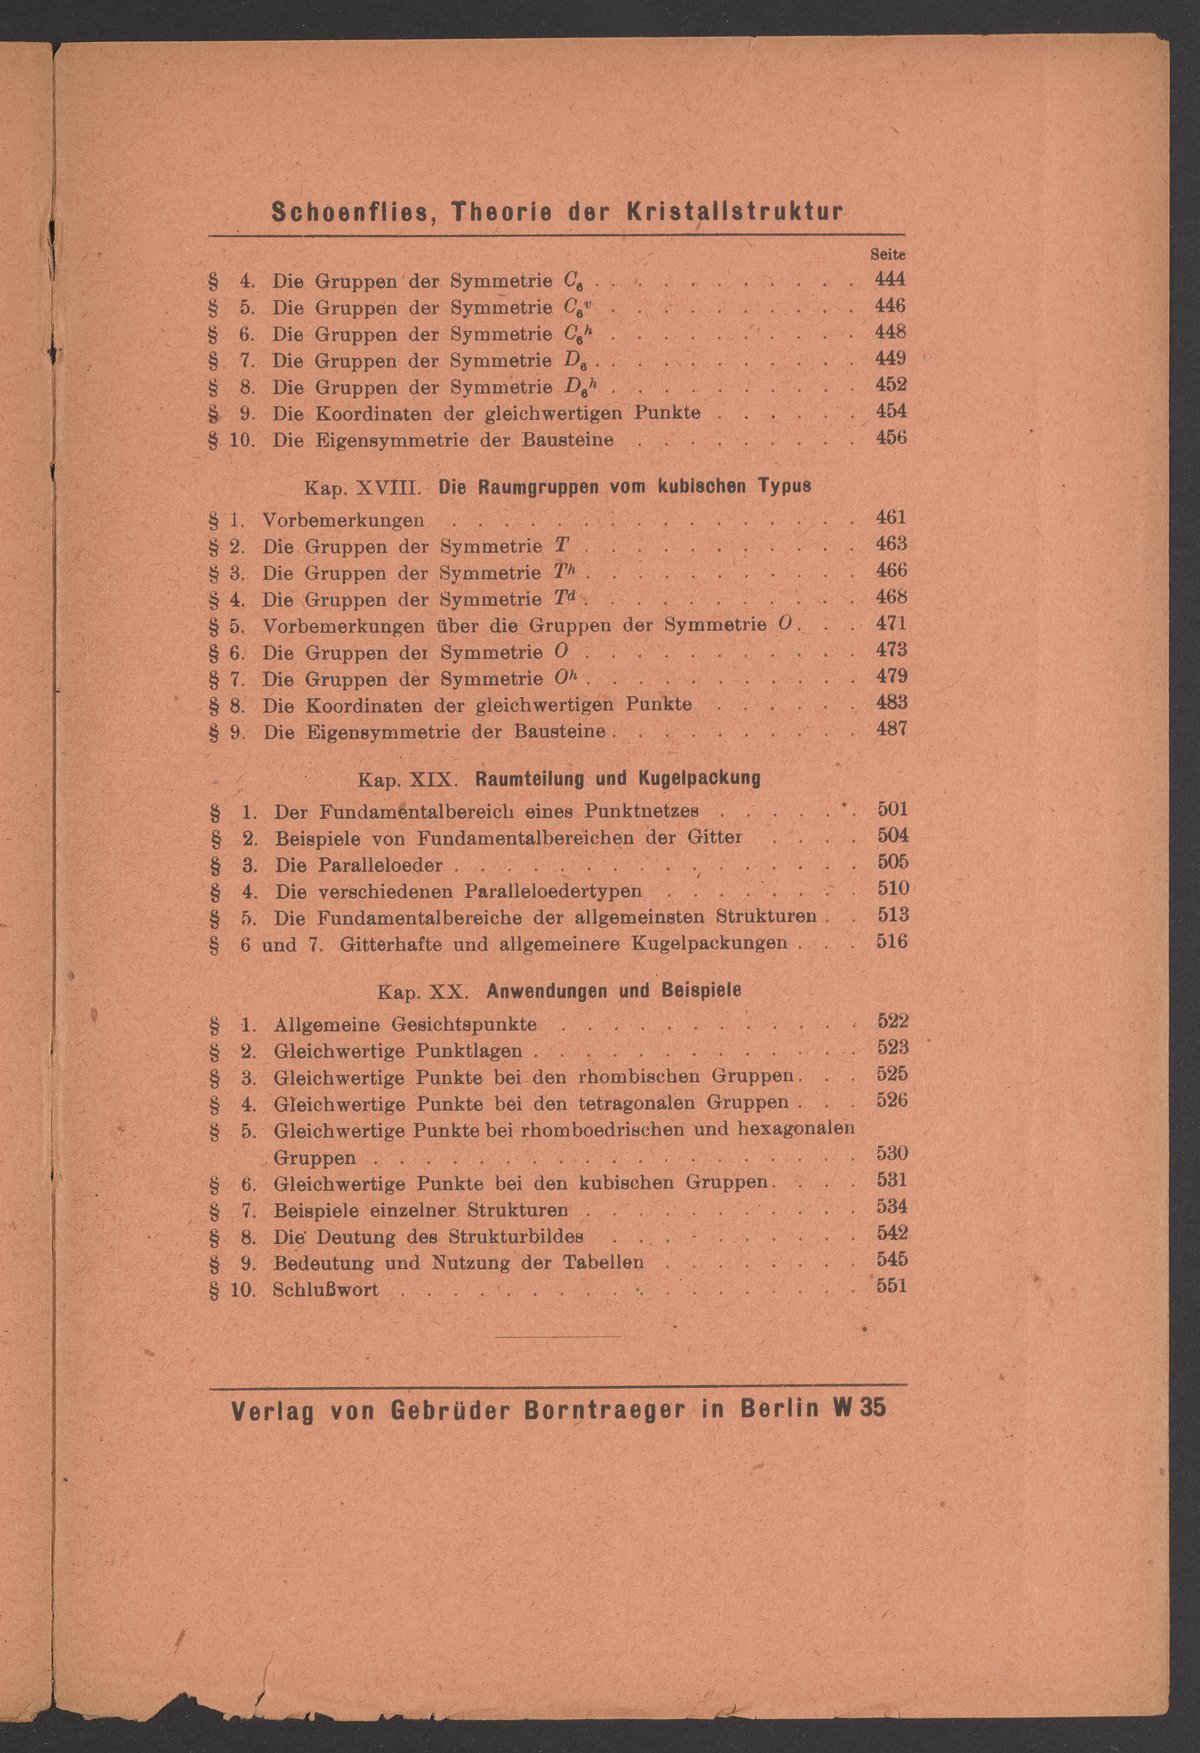 Schoenflies, Theorie der Kristallstruktur
Seite
§ 4. Die Gruppen der Symmetrie C₆ . . . . . . . . . . 444
§ 5. Die Gruppen der Symmetrie C₆ᵛ . . . . . . . . . . 446
§ 6. Die Gruppen der Symmetrie C₆ʰ . . . . . . . . . . 448
§ 7. Die Gruppen der Symmetrie D₆ . . . . . . . . . . 449
§ 8. Die Gruppen der Symmetrie D₆ʰ . . . . . . . . . . 452
§ 9. Die Koordinaten der gleichwertigen Punkte . . . . . . 454
§ 10. Die Eigensymmetrie der Bausteine . . . . . . . . . 456
Kap. XVIII. Die Raumgruppen vom kubischen Typus
§ 1. Vorbemerkungen . . . . . . . . . . . . . . . . 461
§ 2. Die Gruppen der Symmetrie T . . . . . . . . . . . 463
§ 3. Die Gruppen der Symmetrie Tʰ . . . . . . . . . . . 466
§ 4. Die Gruppen der Symmetrie Tᵈ . . . . . . . . . . . 468
§ 5. Vorbemerkungen über die Gruppen der Symmetrie O . . . 471
§ 6. Die Gruppen der Symmetrie O . . . . . . . . . . . 473
§ 7. Die Gruppen der Symmetrie Oʰ . . . . . . . . . . . 479
§ 8. Die Koordinaten der gleichwertigen Punkte . . . . . . 483
§ 9. Die Eigensymmetrie der Bausteine . . . . . . . . . . 487
Kap. XIX. Raumteilung und Kugelpackung
§ 1. Der Fundamentalbereich eines Punktnetzes . . . . . . 501
§ 2. Beispiele von Fundamentalbereichen der Gitter . . . . 504
§ 3. Die Paralleloeder . . . . . . . . . . . . . . . . 505
§ 4. Die verschiedenen Paralleloedertypen . . . . . . . . 510
§ 5. Die Fundamentalbereiche der allgemeinsten Strukturen . . 513
§ 6 und 7. Gitterhafte und allgemeinere Kugelpackungen . . . 516
Kap. XX. Anwendungen und Beispiele
§ 1. Allgemeine Gesichtspunkte . . . . . . . . . . . . 522
§ 2. Gleichwertige Punktlagen . . . . . . . . . . . . . 523
§ 3. Gleichwertige Punkte bei den rhombischen Gruppen . . . 525
§ 4. Gleichwertige Punkte bei den tetragonalen Gruppen . . . 526
§ 5. Gleichwertige Punkte bei rhomboedrischen und hexagonalen
Gruppen . . . . . . . . . . . . . . . . . . . 530
§ 6. Gleichwertige Punkte bei den kubischen Gruppen . . . . 531
§ 7. Beispiele einzelner Strukturen . . . . . . . . . . . 534
§ 8. Die Deutung des Strukturbildes . . . . . . . . . . 542
§ 9. Bedeutung und Nutzung der Tabellen . . . . . . . . 545
§ 10. Schlußwort . . . . . . . . . . . . . . . . . . 551
Verlag von Gebrüder Borntraeger in Berlin W 35